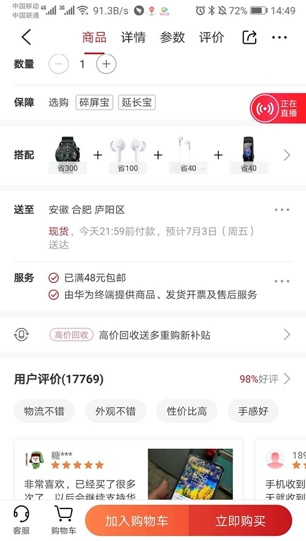 中国移动 中国联通 91.3B/s 72% 14:49
商品 详情 参数 评价
数量 1
保障 选购 碎屏宝 延长宝
正在直播
搭配 省300 + 省100 + 省40 + 省40
送至 安徽 合肥 庐阳区
现货，今天21:59前付款，预计7月3日（周五）
送达
服务 已满48元包邮
由华为终端提供商品、发货开票及售后服务
高价回收 高价回收送多重购新补贴
用户评价(17769) 98%好评
物流不错 外观不错 性价比高 手感好
糖***
非常喜欢，已经买了很多
次了，以后会继续支持华
189
手机收到
天就收到
客服 购物车 加入购物车 立即购买